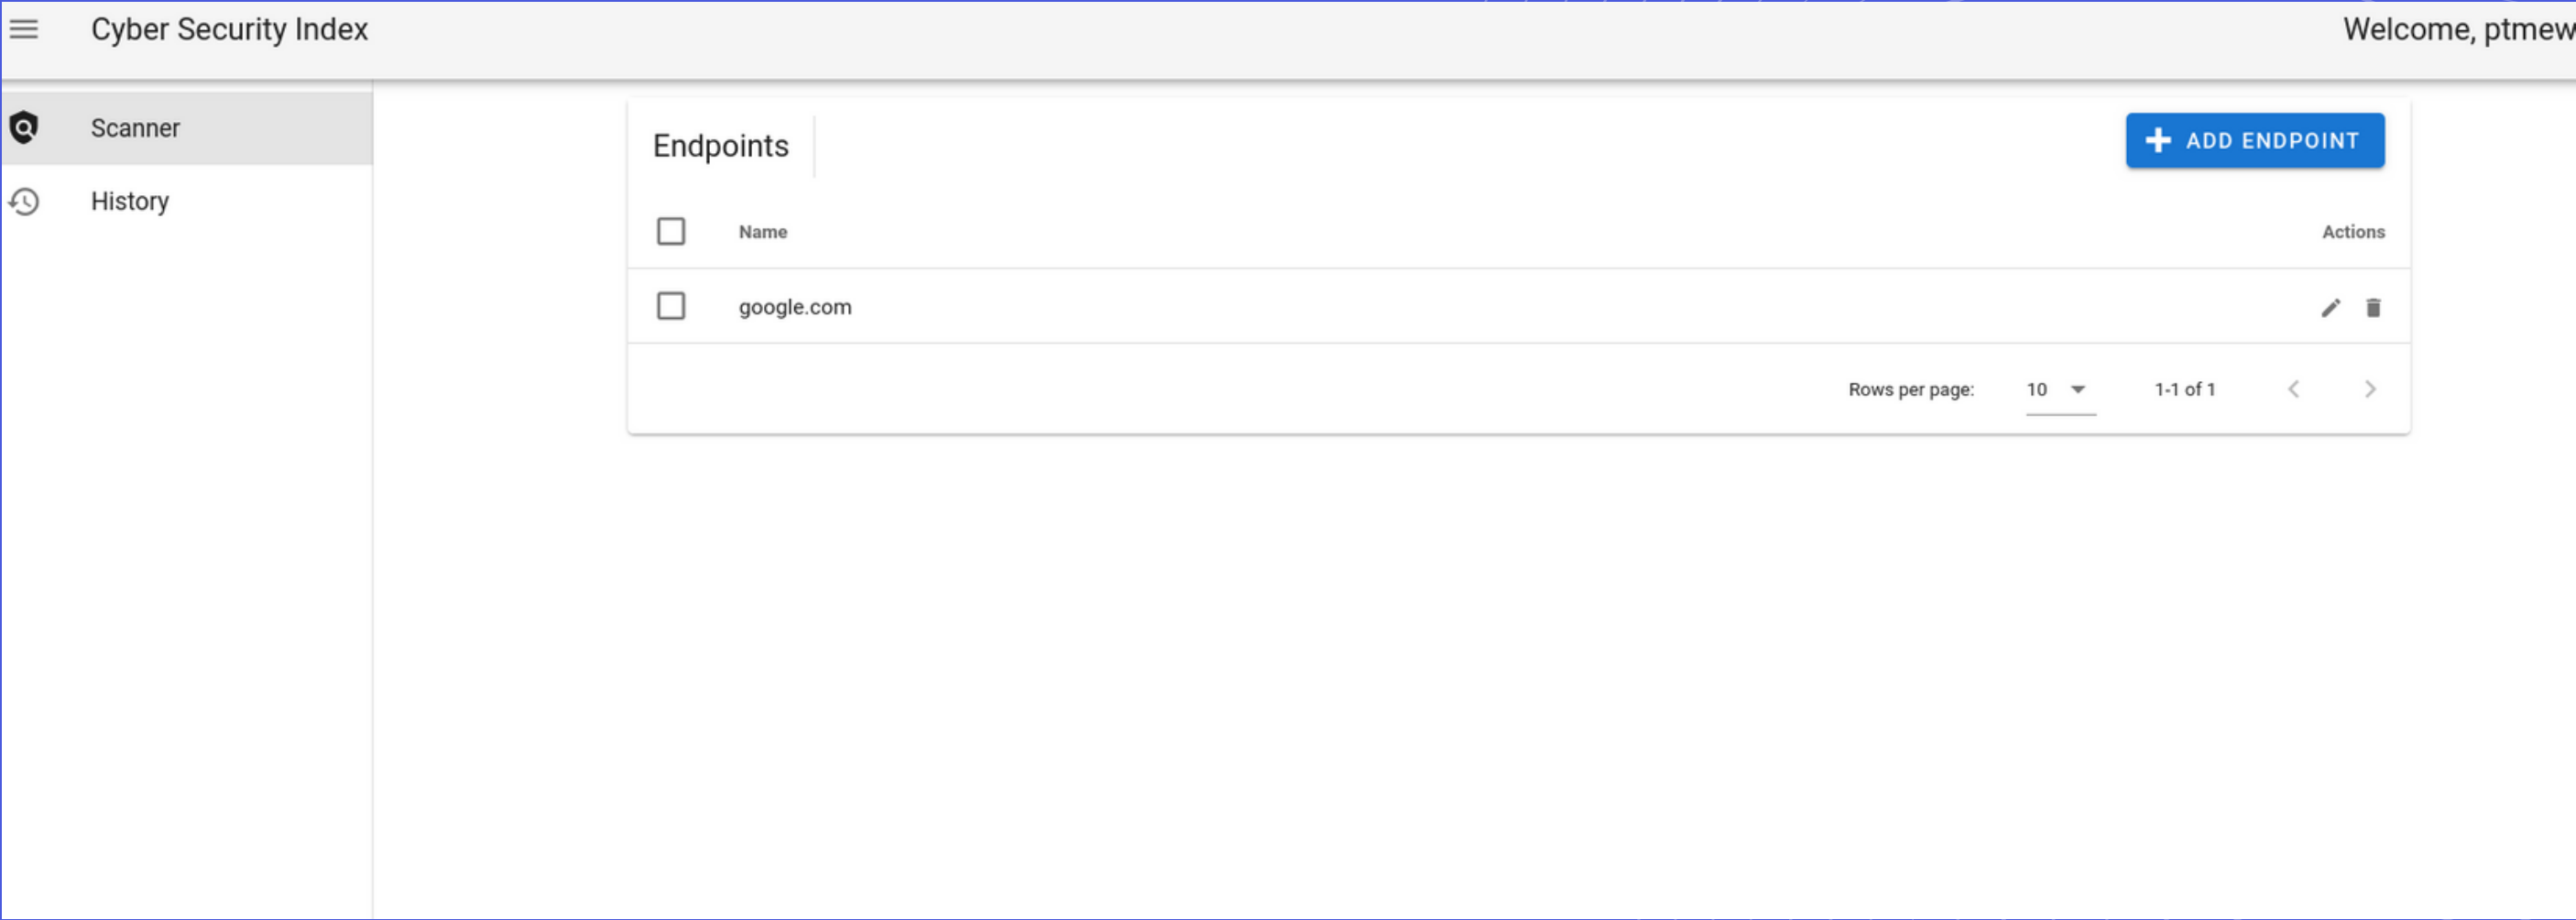 Cyber Security Index
Welcome, ptmew
Scanner
History
Endpoints
ADD ENDPOINT
Name
Actions
google.com
Rows per page:
10
1-1 of 1